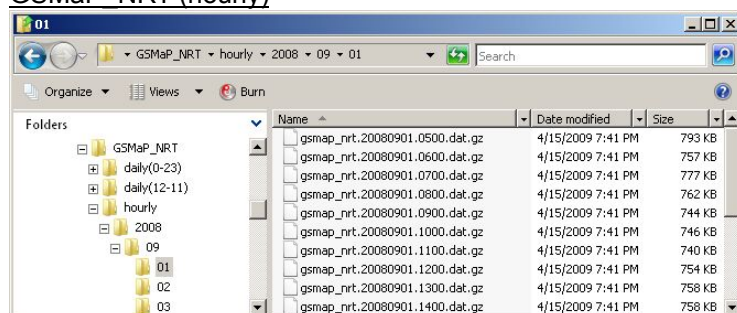 GSMaP_NRT (hourly)
01
GSMaP_NRT hourly 2008 09 01 Search
Organize Views Burn
Folders
GSMaP_NRT
daily(0-23)
daily(12-11)
hourly
2008
09
01
02
03
Name Date modified Size
gsmap_nrt.20080901.0500.dat.gz 4/15/2009 7:41 PM 793 KB
gsmap_nrt.20080901.0600.dat.gz 4/15/2009 7:41 PM 757 KB
gsmap_nrt.20080901.0700.dat.gz 4/15/2009 7:41 PM 777 KB
gsmap_nrt.20080901.0800.dat.gz 4/15/2009 7:41 PM 762 KB
gsmap_nrt.20080901.0900.dat.gz 4/15/2009 7:41 PM 744 KB
gsmap_nrt.20080901.1000.dat.gz 4/15/2009 7:41 PM 746 KB
gsmap_nrt.20080901.1100.dat.gz 4/15/2009 7:41 PM 740 KB
gsmap_nrt.20080901.1200.dat.gz 4/15/2009 7:41 PM 754 KB
gsmap_nrt.20080901.1300.dat.gz 4/15/2009 7:41 PM 758 KB
gsmap_nrt.20080901.1400.dat.gz 4/15/2009 7:41 PM 758 KB